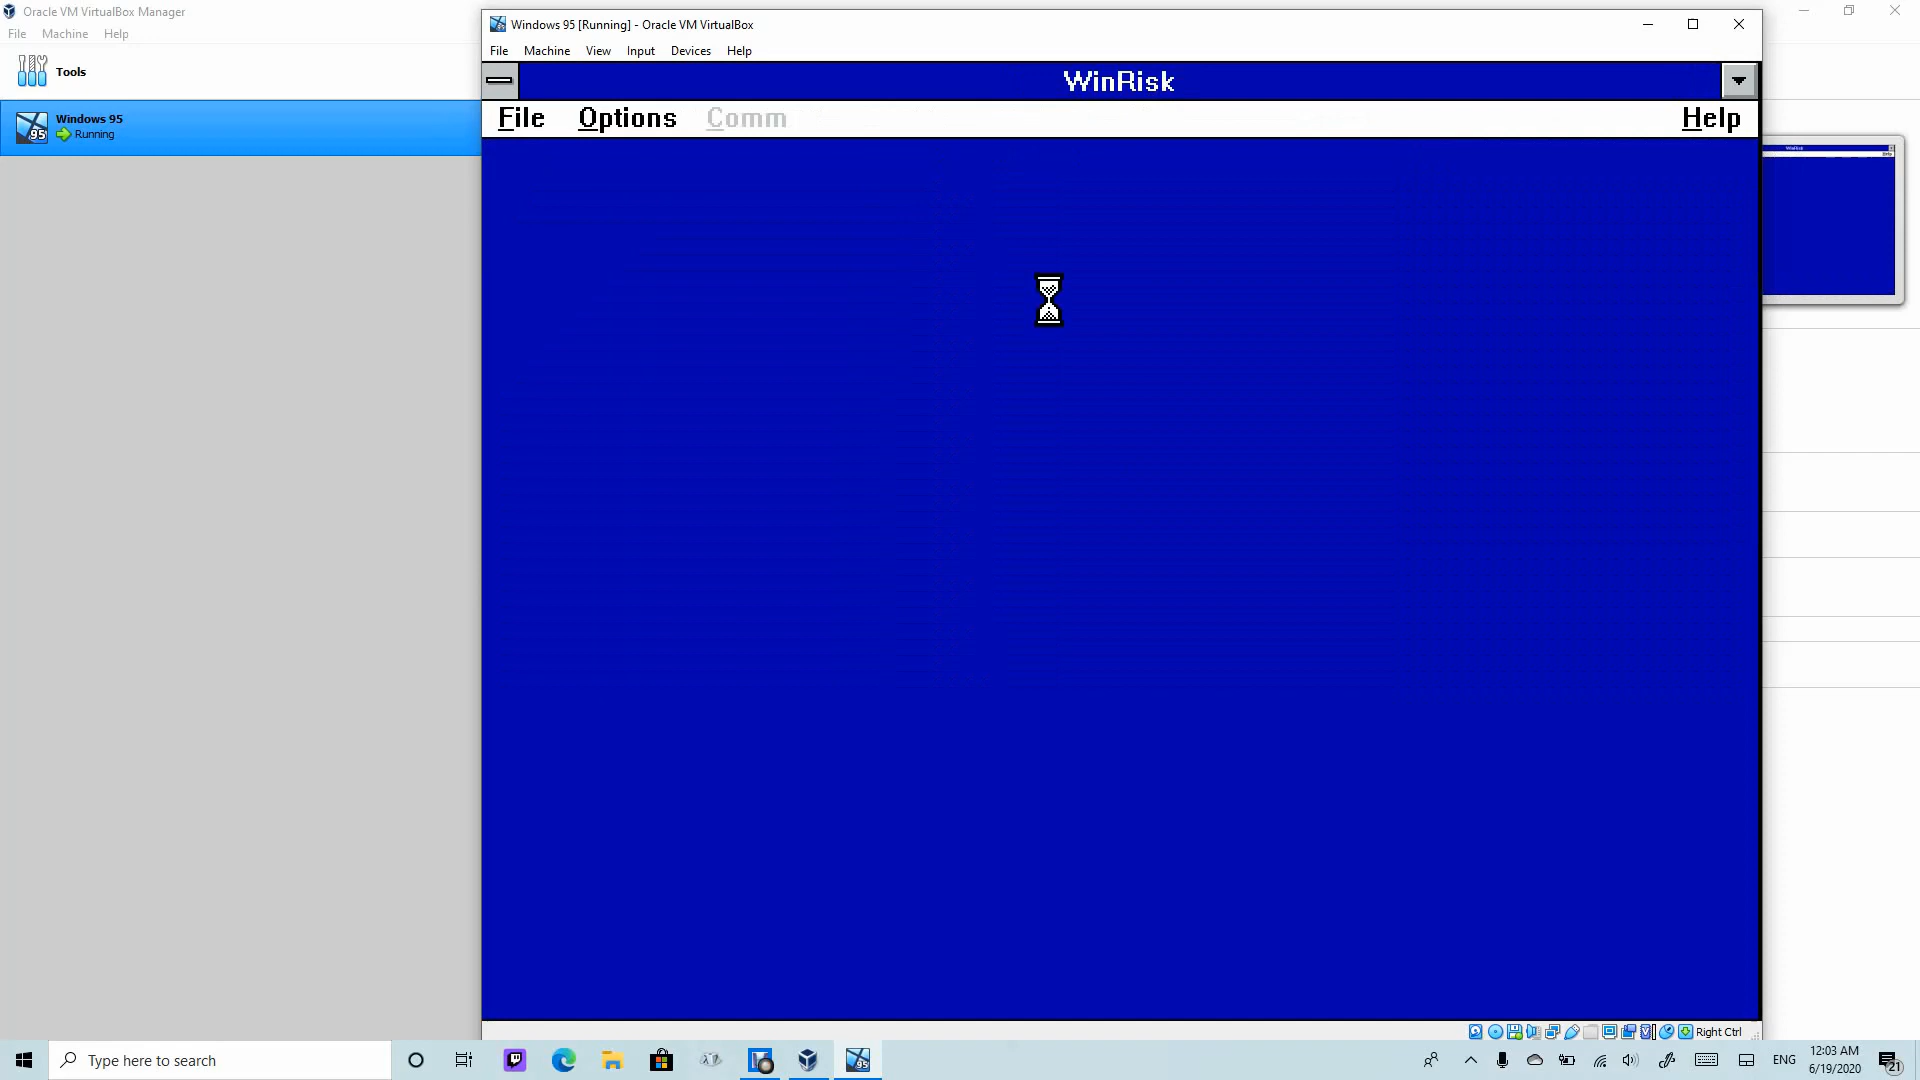 Oracle VM VirtualBox Manager
File Machine Help
Tools
Windows 95
Running
Windows 95 [Running] - Oracle VM VirtualBox
File Machine View Input Devices Help
WinRisk
File Options Comm Help
Right Ctrl
Type here to search
ENG
12:03 AM
6/19/2020
21